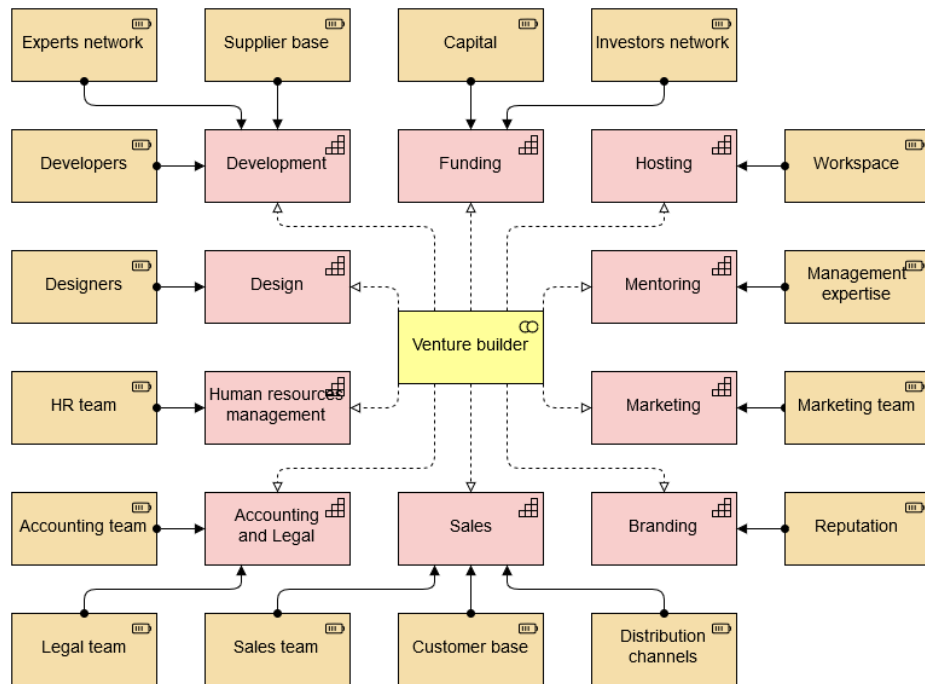 Experts network
Supplier base
Capital
Investors network
Developers
Development
Funding
Hosting
Workspace
Designers
Design
Mentoring
Management
expertise
Venture builder
HR team
Human resources
management
Marketing
Marketing team
Accounting team
Accounting
and Legal
Sales
Branding
Reputation
Legal team
Sales team
Customer base
Distribution
channels